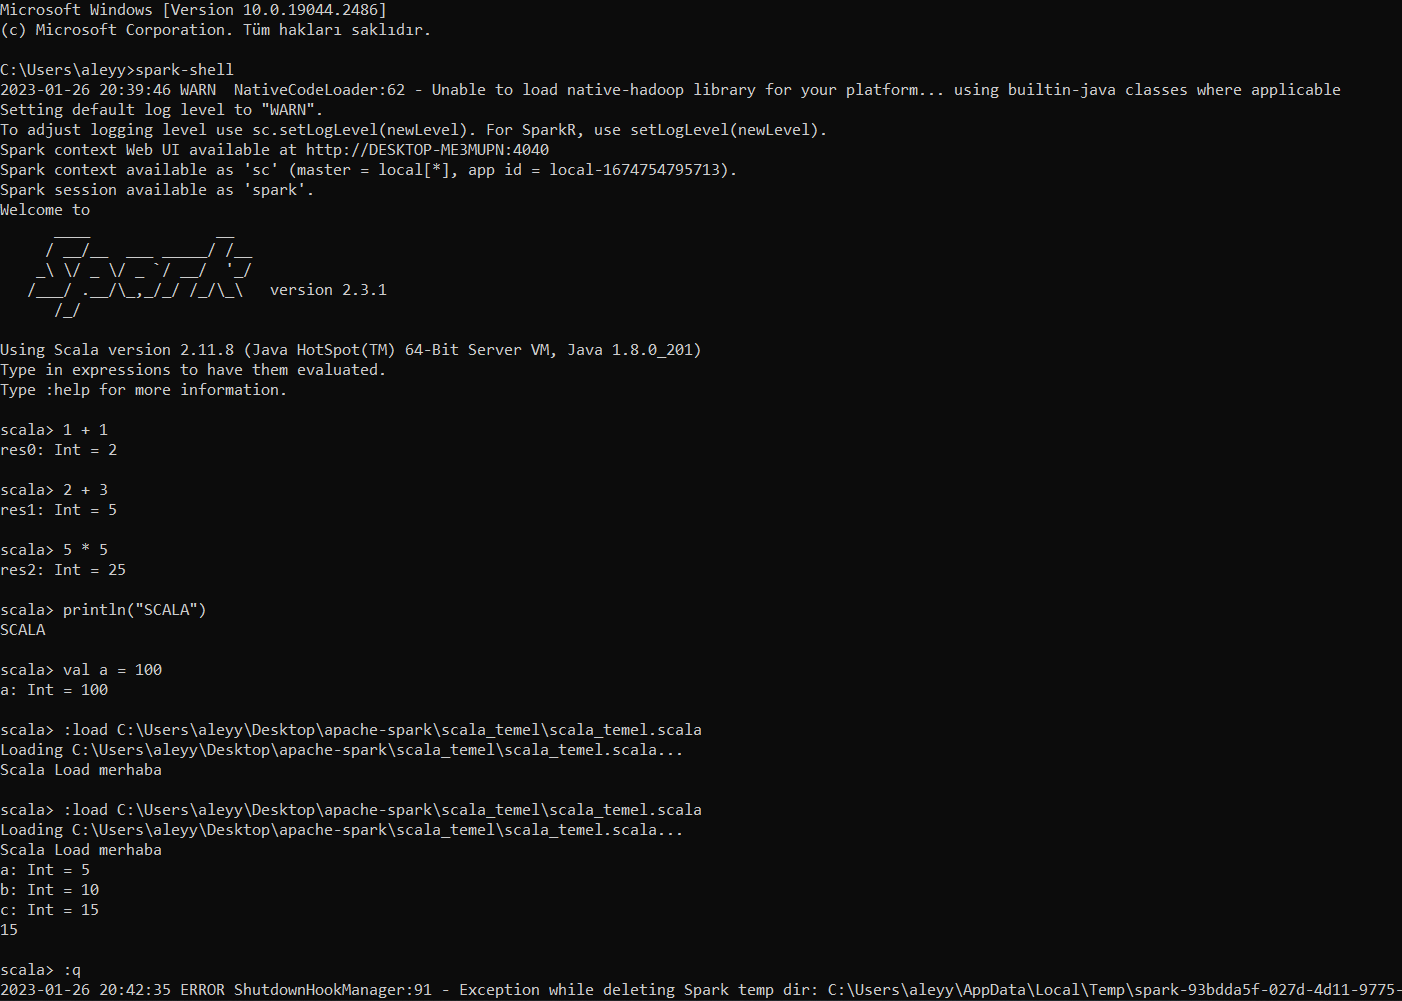 Microsoft Windows [Version 10.0.19044.2486]
(c) Microsoft Corporation. Tüm hakları saklıdır.
C:\Users\aleyy>spark-shell
2023-01-26 20:39:46 WARN  NativeCodeLoader:62 - Unable to load native-hadoop library for your platform... using builtin-java classes where applicable
Setting default log level to "WARN".
To adjust logging level use sc.setLogLevel(newLevel). For SparkR, use setLogLevel(newLevel).
Spark context Web UI available at http://DESKTOP-ME3MUPN:4040
Spark context available as 'sc' (master = local[*], app id = local-1674754795713).
Spark session available as 'spark'.
Welcome to
      ____              __
     / __/__  ___ _____/ /__
    _\ \/ _ \/ _ `/ __/  '_/
   /___/ .__/\_,_/_/ /_/\_\   version 2.3.1
      /_/
Using Scala version 2.11.8 (Java HotSpot(TM) 64-Bit Server VM, Java 1.8.0_201)
Type in expressions to have them evaluated.
Type :help for more information.
scala> 1 + 1
res0: Int = 2
scala> 2 + 3
res1: Int = 5
scala> 5 * 5
res2: Int = 25
scala> println("SCALA")
SCALA
scala> val a = 100
a: Int = 100
scala> :load C:\Users\aleyy\Desktop\apache-spark\scala_temel\scala_temel.scala
Loading C:\Users\aleyy\Desktop\apache-spark\scala_temel\scala_temel.scala...
Scala Load merhaba
scala> :load C:\Users\aleyy\Desktop\apache-spark\scala_temel\scala_temel.scala
Loading C:\Users\aleyy\Desktop\apache-spark\scala_temel\scala_temel.scala...
Scala Load merhaba
a: Int = 5
b: Int = 10
c: Int = 15
15
scala> :q
2023-01-26 20:42:35 ERROR ShutdownHookManager:91 - Exception while deleting Spark temp dir: C:\Users\aleyy\AppData\Local\Temp\spark-93bdda5f-027d-4d11-9775-